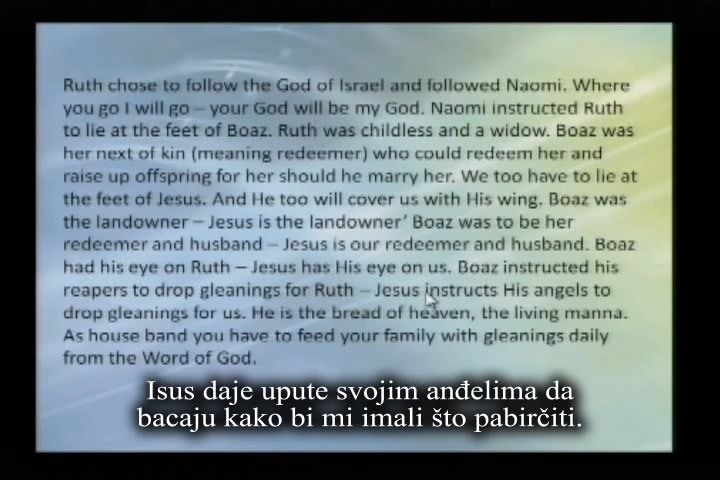 Ruth chose to follow the God of Israel and followed Naomi. Where
you go I will go – your God will be my God. Naomi instructed Ruth
to lie at the feet of Boaz. Ruth was childless and a widow. Boaz was
her next of kin (meaning redeemer) who could redeem her and
raise up offspring for her should he marry her. We too have to lie at
the feet of Jesus. And He too will cover us with His wing. Boaz was
the landowner – Jesus is the landowner’ Boaz was to be her
redeemer and husband – Jesus is our redeemer and husband. Boaz
had his eye on Ruth – Jesus has His eye on us. Boaz instructed his
reapers to drop gleanings for Ruth – Jesus instructs His angels to
drop gleanings for us. He is the bread of heaven, the living manna.
As house band you have to feed your family with gleanings daily
from the Word of God.
Isus daje upute svojim anđelima da
bacaju kako bi mi imali što pabirčiti.